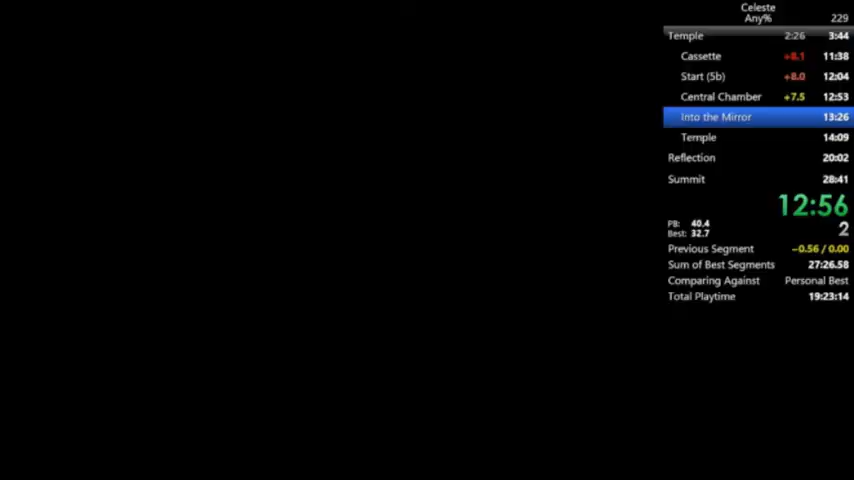 Celeste
Any% 229
Temple 2:26 3:44
Cassette +8.1 11:38
Start (5b) +8.0 12:04
Central Chamber +7.5 12:53
Into the Mirror 13:26
Temple 14:09
Reflection 20:02
Summit 28:41
12:56
PB: 40.4 2
Best: 32.7
Previous Segment −0.56 / 0.00
Sum of Best Segments 27:26.58
Comparing Against Personal Best
Total Playtime 19:23:14